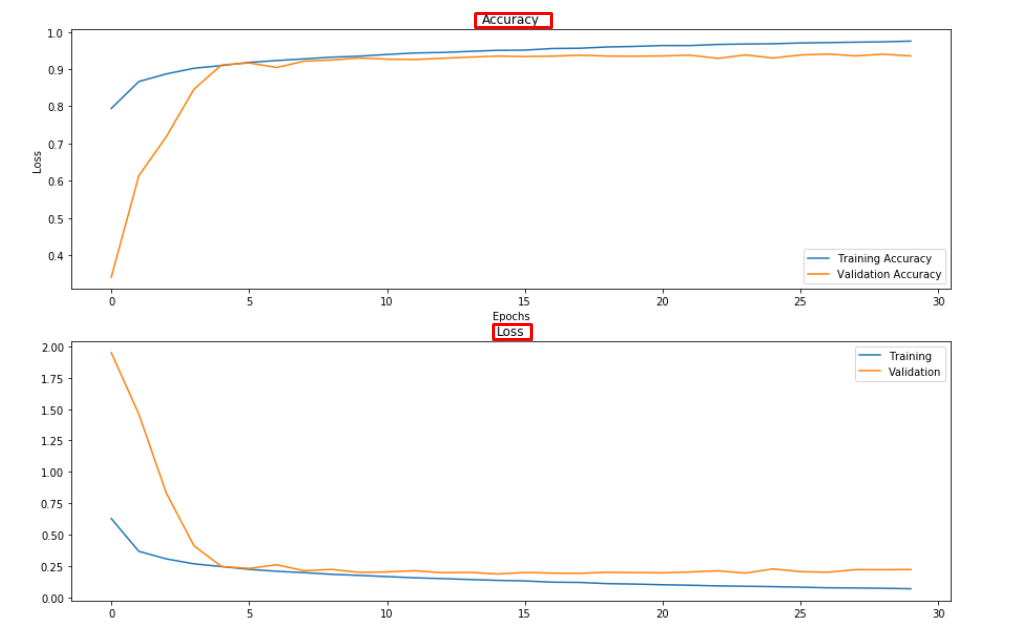 Accuracy
1.0
0.9
0.8
0.7
0.6
0.5
0.4
Loss
Training Accuracy
Validation Accuracy
0 5 10 15 20 25 30
Epochs
Loss
2.00
1.75
1.50
1.25
1.00
0.75
0.50
0.25
0.00
Training
Validation
0 5 10 15 20 25 30